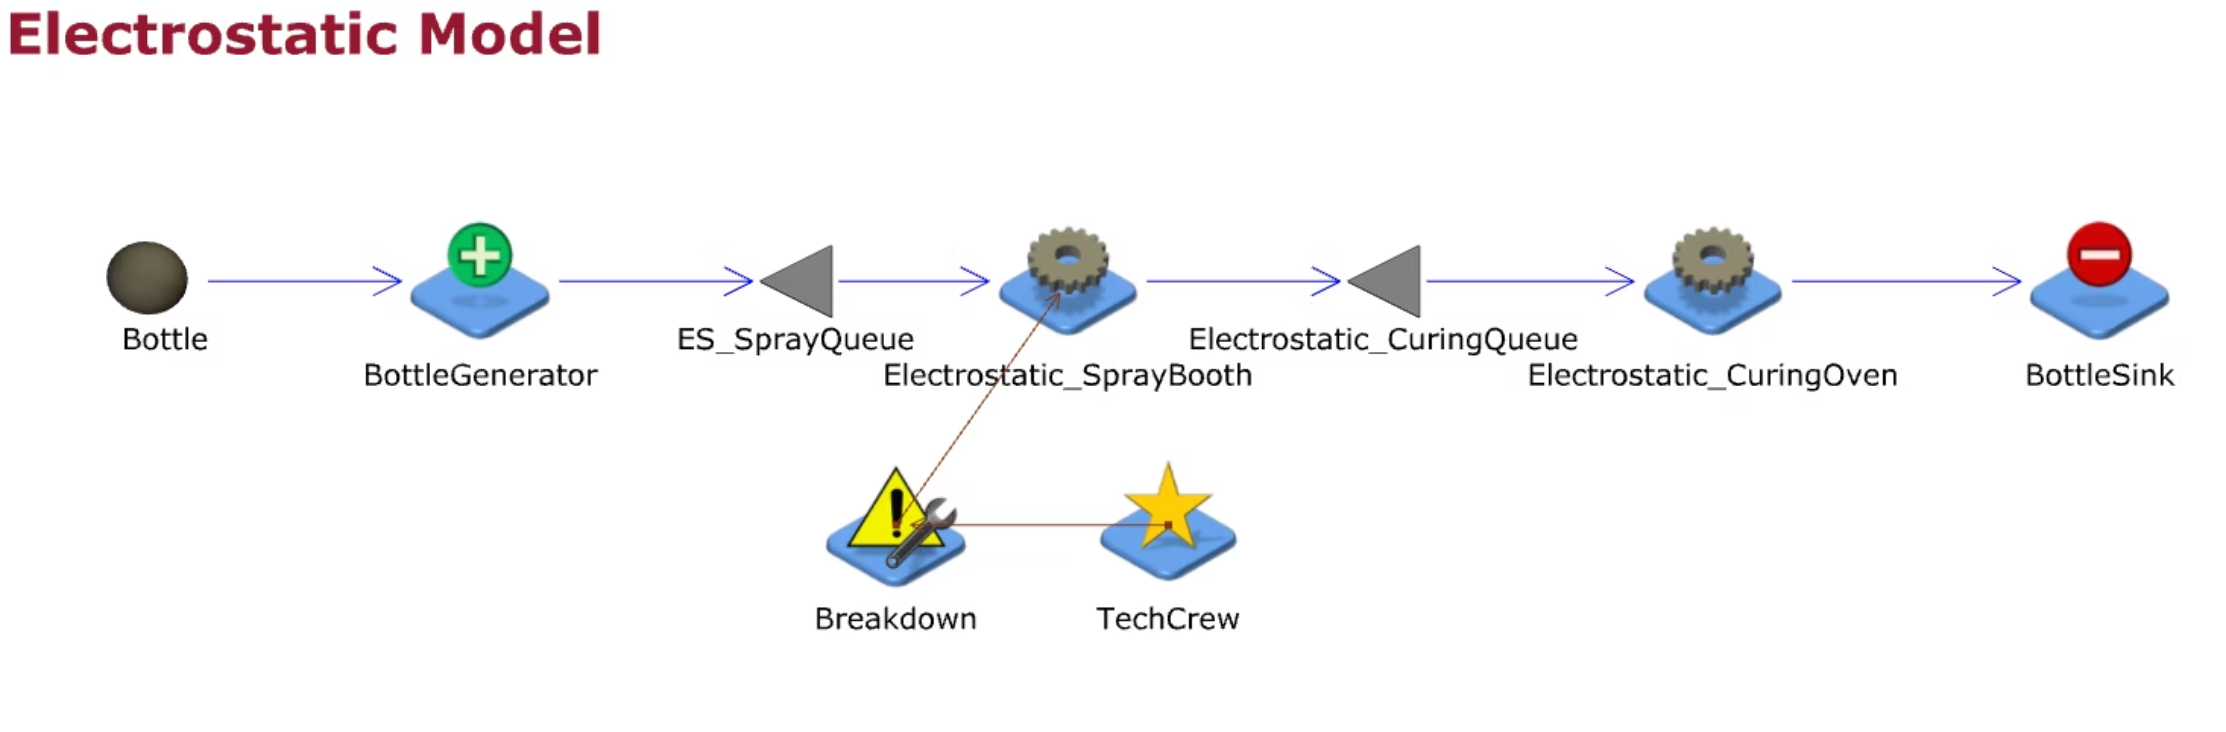 Electrostatic Model
Bottle
BottleGenerator
ES_SprayQueue
Electrostatic_SprayBooth
Electrostatic_CuringQueue
Electrostatic_CuringOven
BottleSink
Breakdown
TechCrew